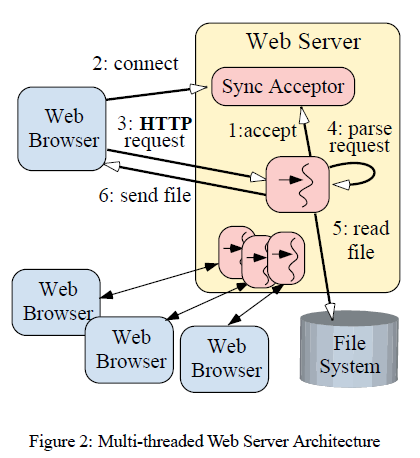 Web Server
2: connect
Sync Acceptor
Web
Browser
3: HTTP
request
1:accept
4: parse
request
6: send file
5: read
file
Web
Browser
Web
Browser
Web
Browser
File
System
Figure 2: Multi-threaded Web Server Architecture